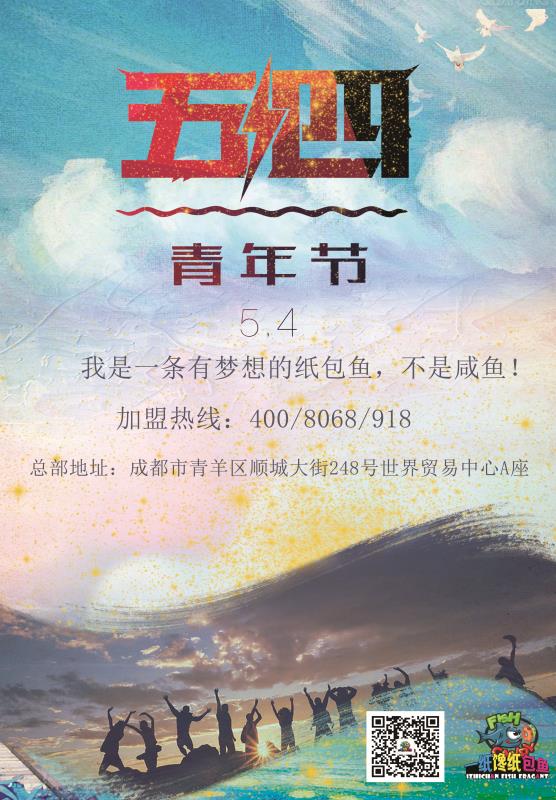 五四
青年节
5.4
我是一条有梦想的纸包鱼，不是咸鱼！
加盟热线：400/8068/918
总部地址：成都市青羊区顺城大街248号世界贸易中心A座
FISH
纸馋纸包鱼
IZHICHAN FISH FRAGANT